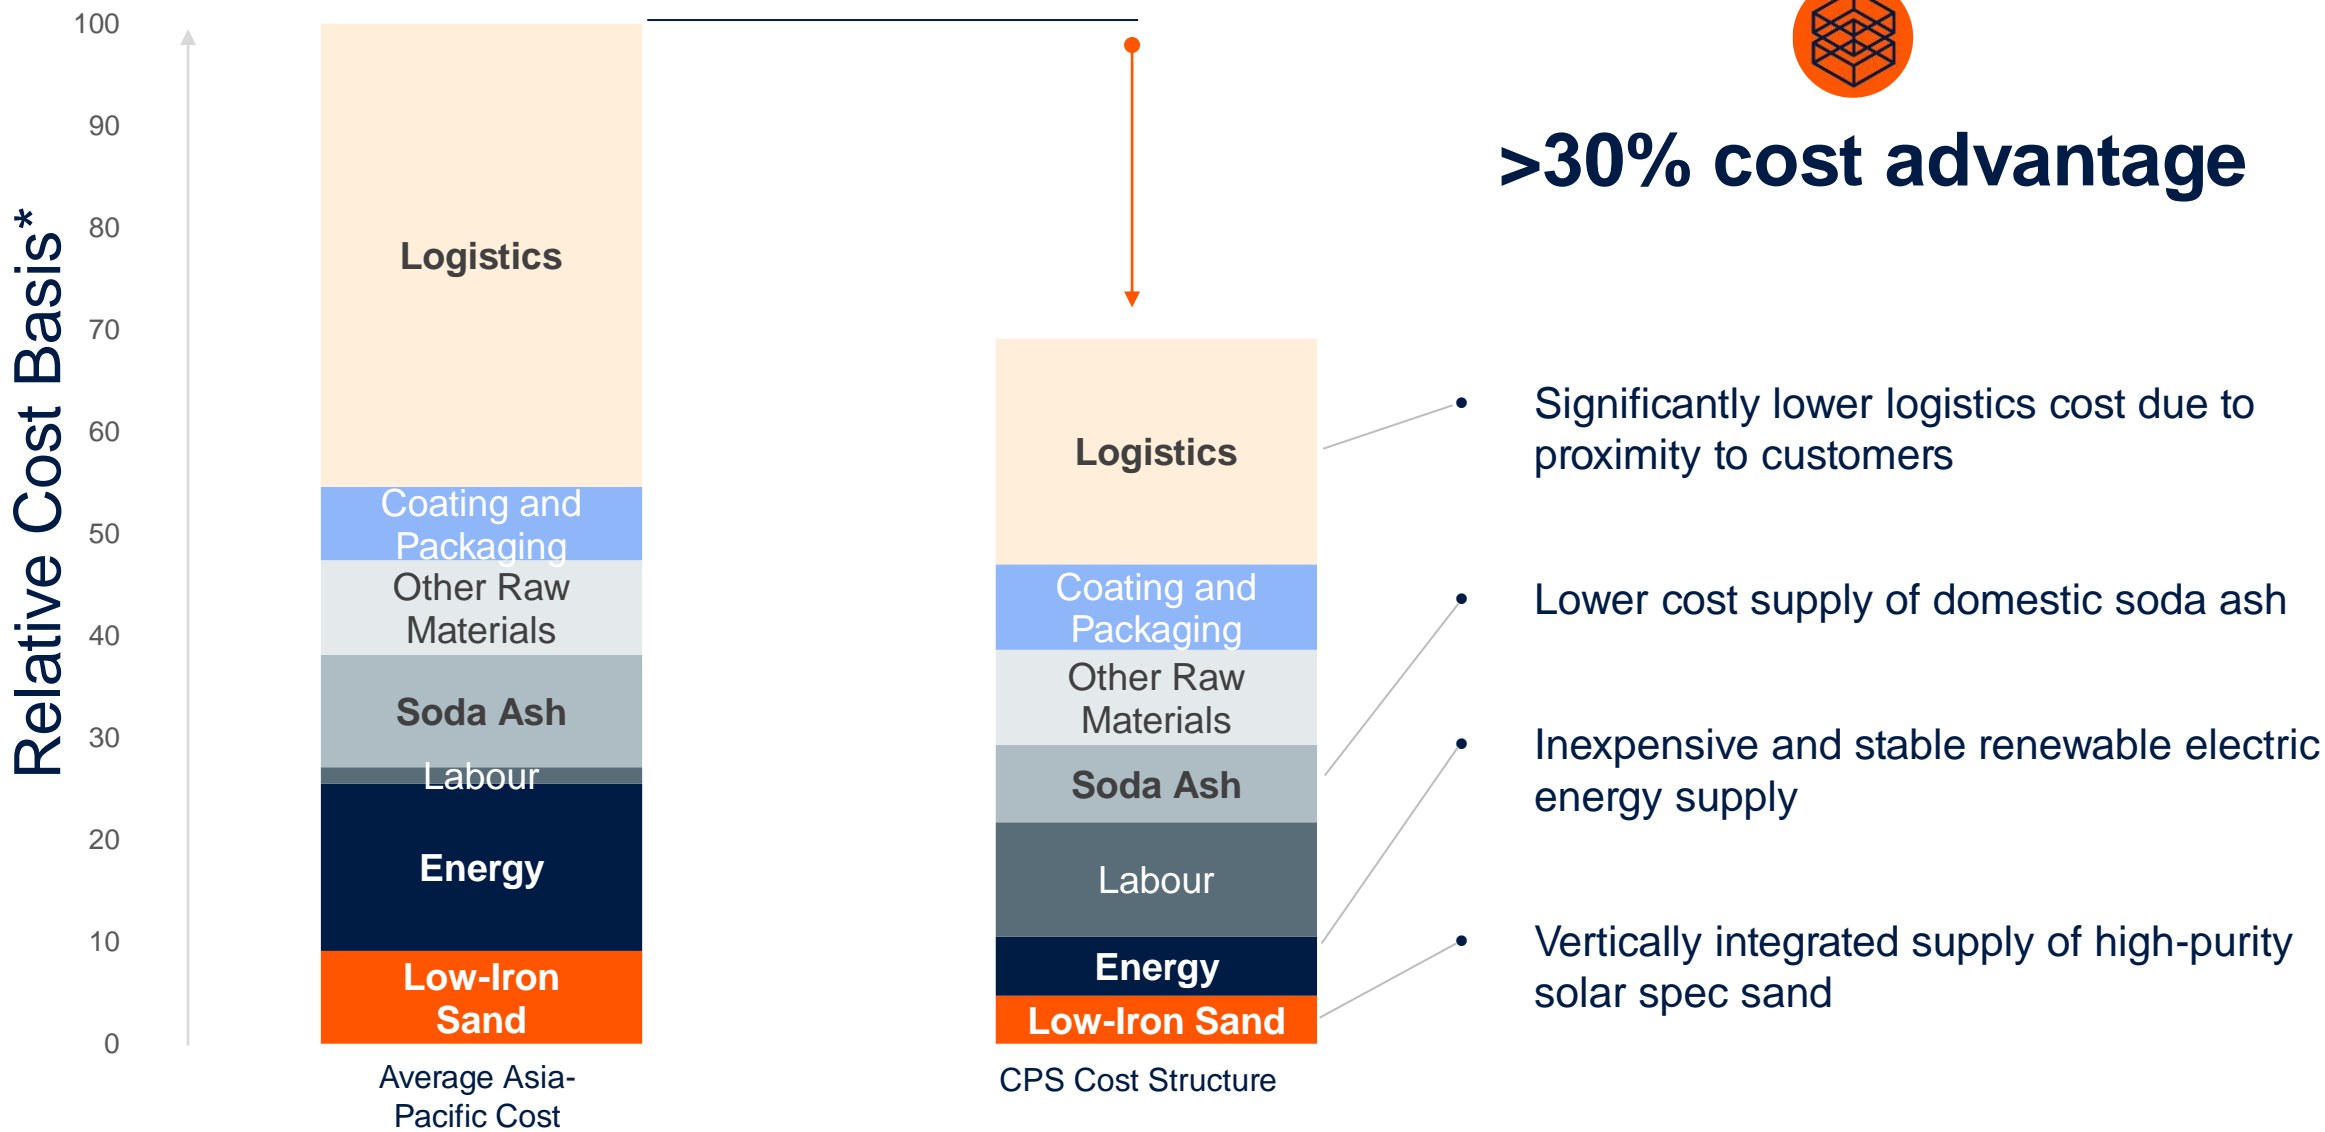 Relative Cost Basis*
100
90
80
70
60
50
40
30
20
10
0
Logistics
Coating and
Packaging
Other Raw
Materials
Soda Ash
Labour
Energy
Low-Iron
Sand
Average Asia-
Pacific Cost
Logistics
Coating and
Packaging
Other Raw
Materials
Soda Ash
Labour
Energy
Low-Iron Sand
CPS Cost Structure
>30% cost advantage
• Significantly lower logistics cost due to
proximity to customers
• Lower cost supply of domestic soda ash
• Inexpensive and stable renewable electric
energy supply
• Vertically integrated supply of high-purity
solar spec sand